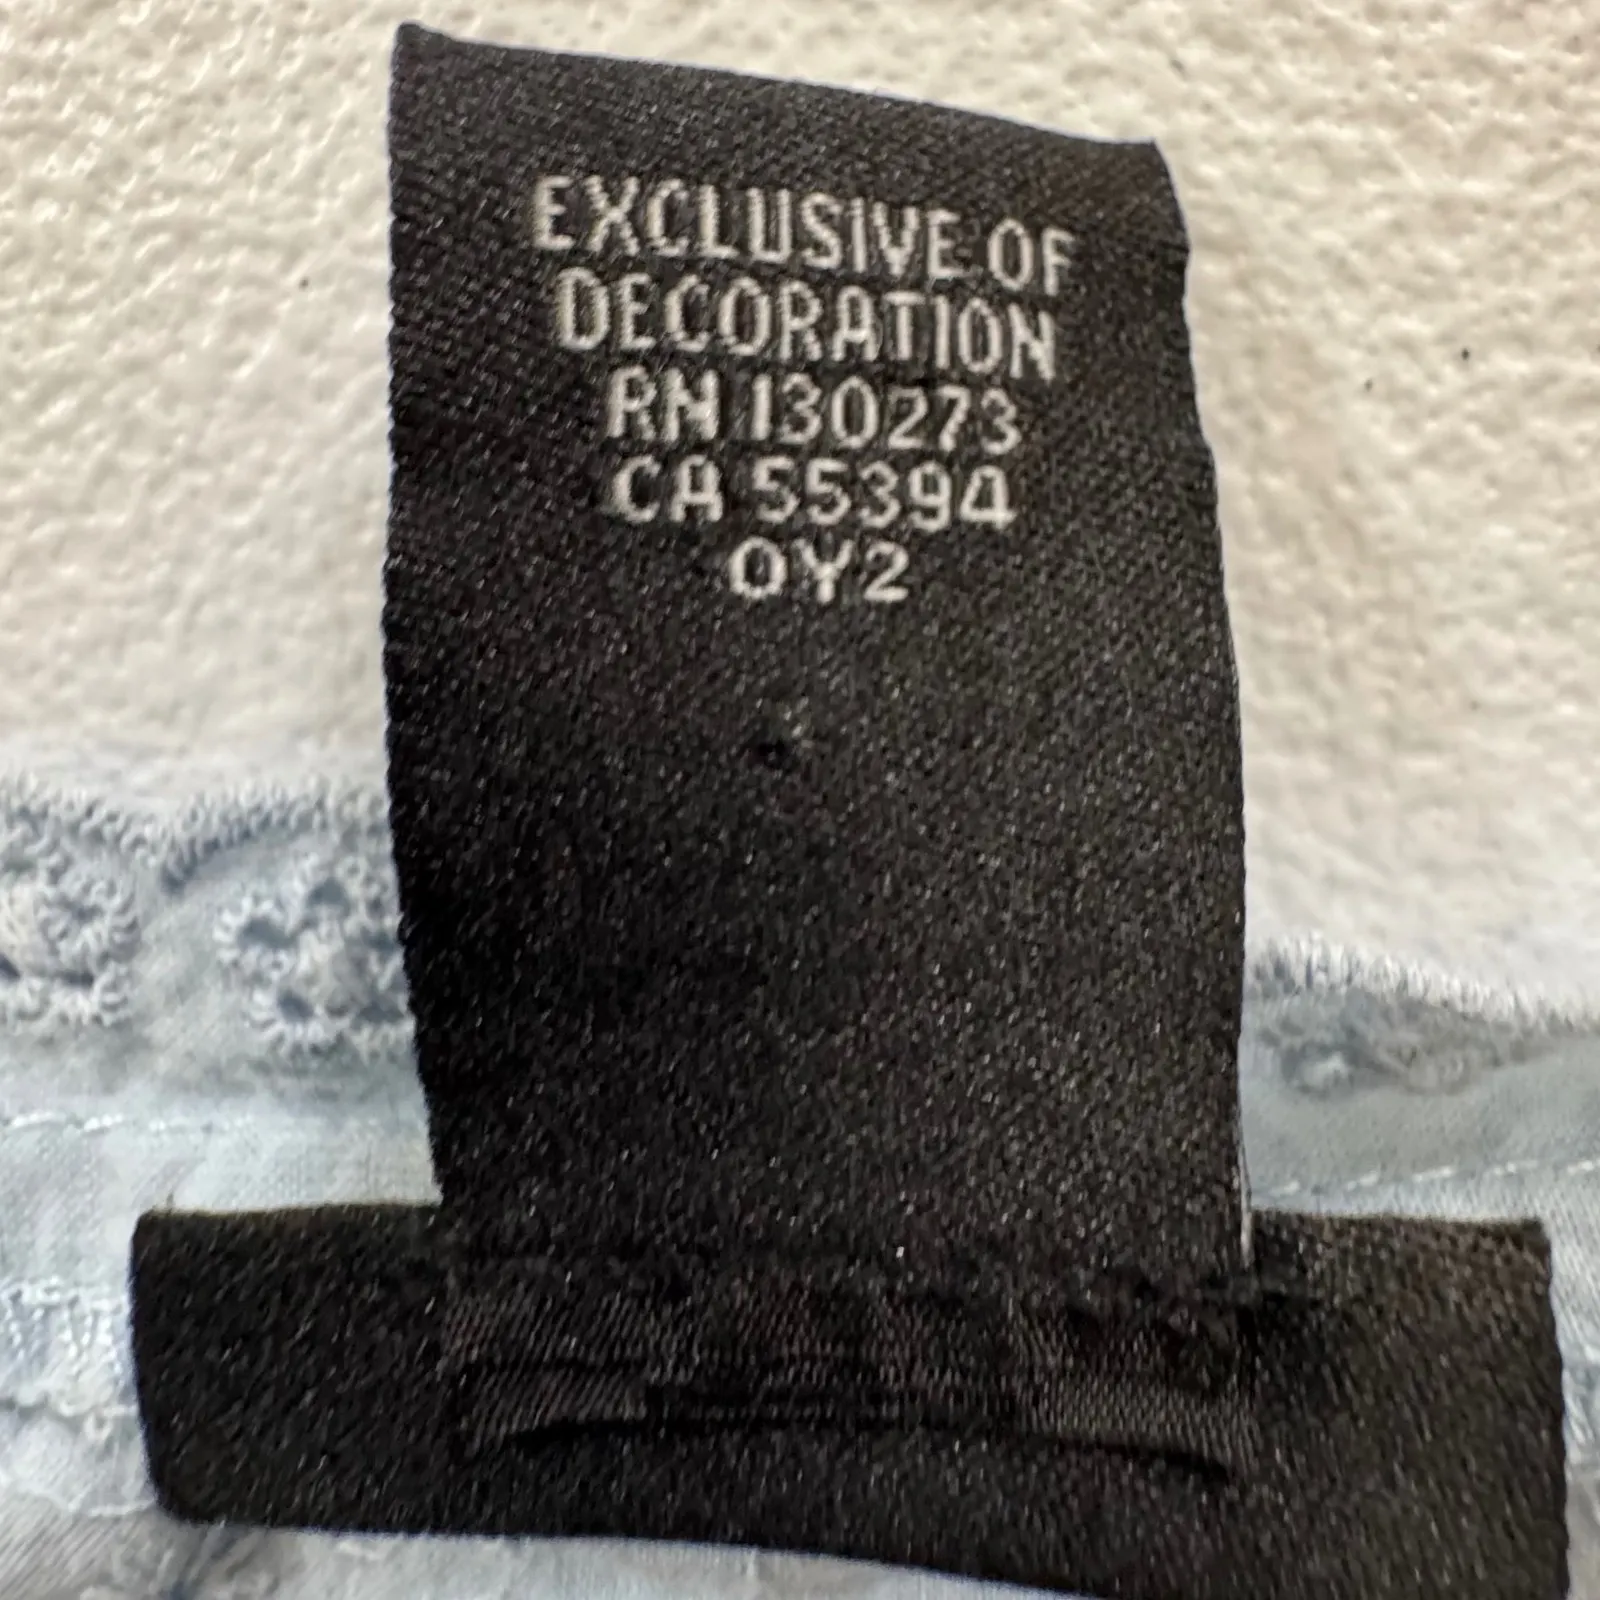 EXCLUSIVE OF
DECORATION
RN 130273
CA 55394
OY2